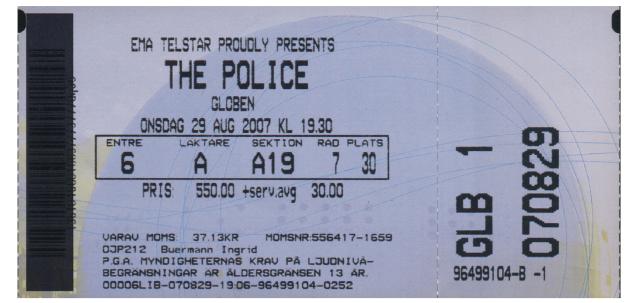 EMA TELSTAR PROUDLY PRESENTS
THE POLICE
GLOBEN
ONSDAG 29 AUG 2007 KL 19.30
ENTRE LAKTARE SEKTION RAD PLATS
6 A A19 7 30
PRIS: 550.00 +serv.avg 30.00
VARAV MOMS: 37.13KR MOMSNR:556417-1659
OJP212 Buermann Ingrid
P.G.A. MYNDIGHETERNAS KRAV PÅ LJUDNIVÅ-
BEGRÄNSNINGAR ÄR ÅLDERSGRÄNSEN 13 ÅR.
00006LIB-070829-19:06-96499104-0252
GLB 1
070829
96499104-B -1